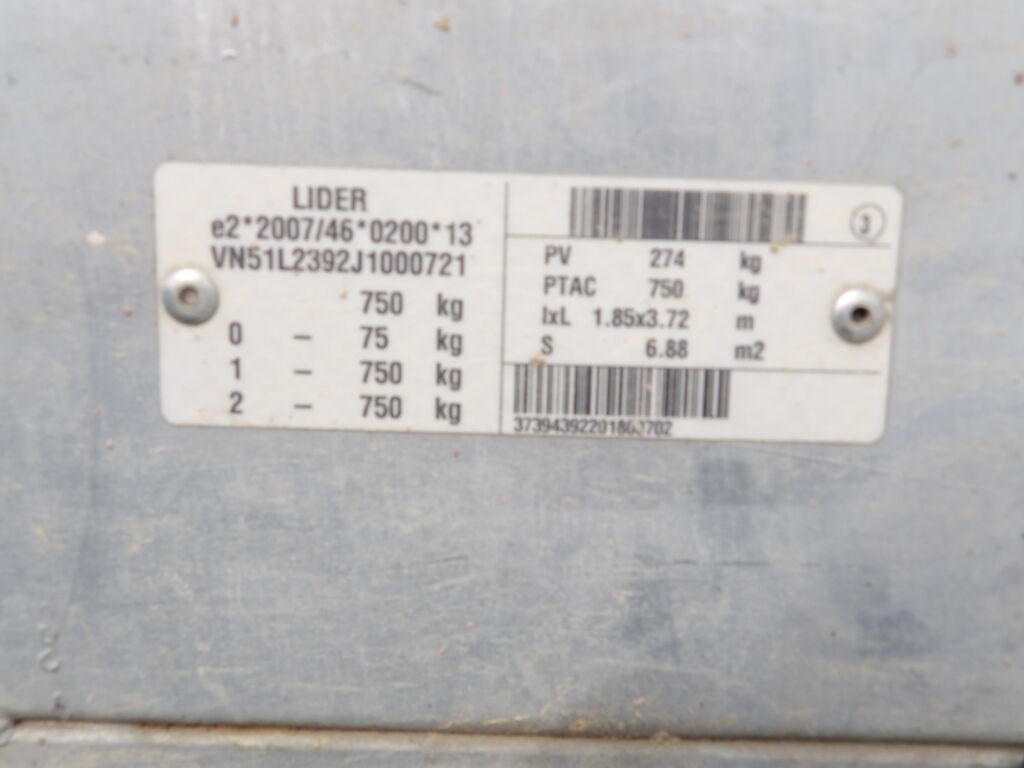 LIDER
e2*2007/46*0200*13
VN51L2392J1000721
750 kg
0 - 75 kg
1 - 750 kg
2 - 750 kg
3
PV 274 kg
PTAC 750 kg
lxL 1.85x3.72 m
S 6.88 m2